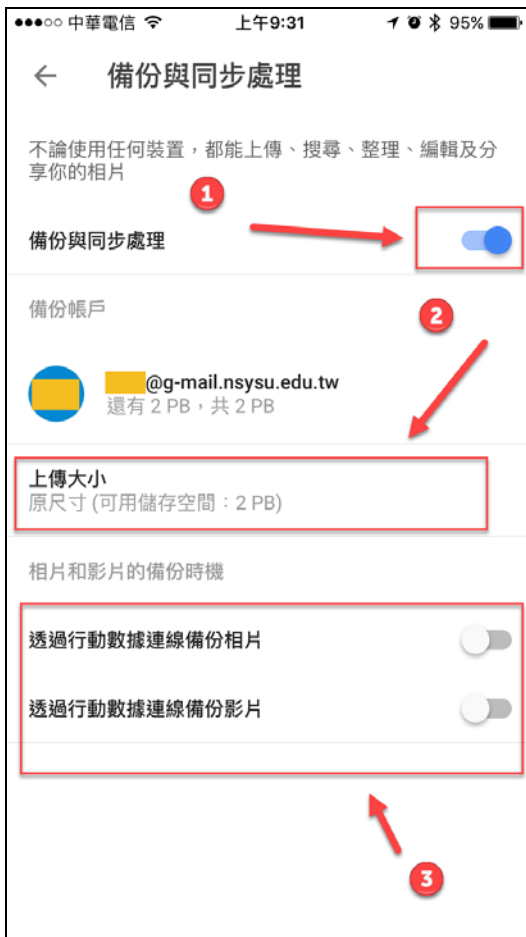 中華電信 上午9:31 95%
備份與同步處理
不論使用任何裝置，都能上傳、搜尋、整理、編輯及分
享你的相片
1
備份與同步處理
備份帳戶
2
@g-mail.nsysu.edu.tw
還有 2 PB，共 2 PB
上傳大小
原尺寸 (可用儲存空間：2 PB)
相片和影片的備份時機
透過行動數據連線備份相片
透過行動數據連線備份影片
3